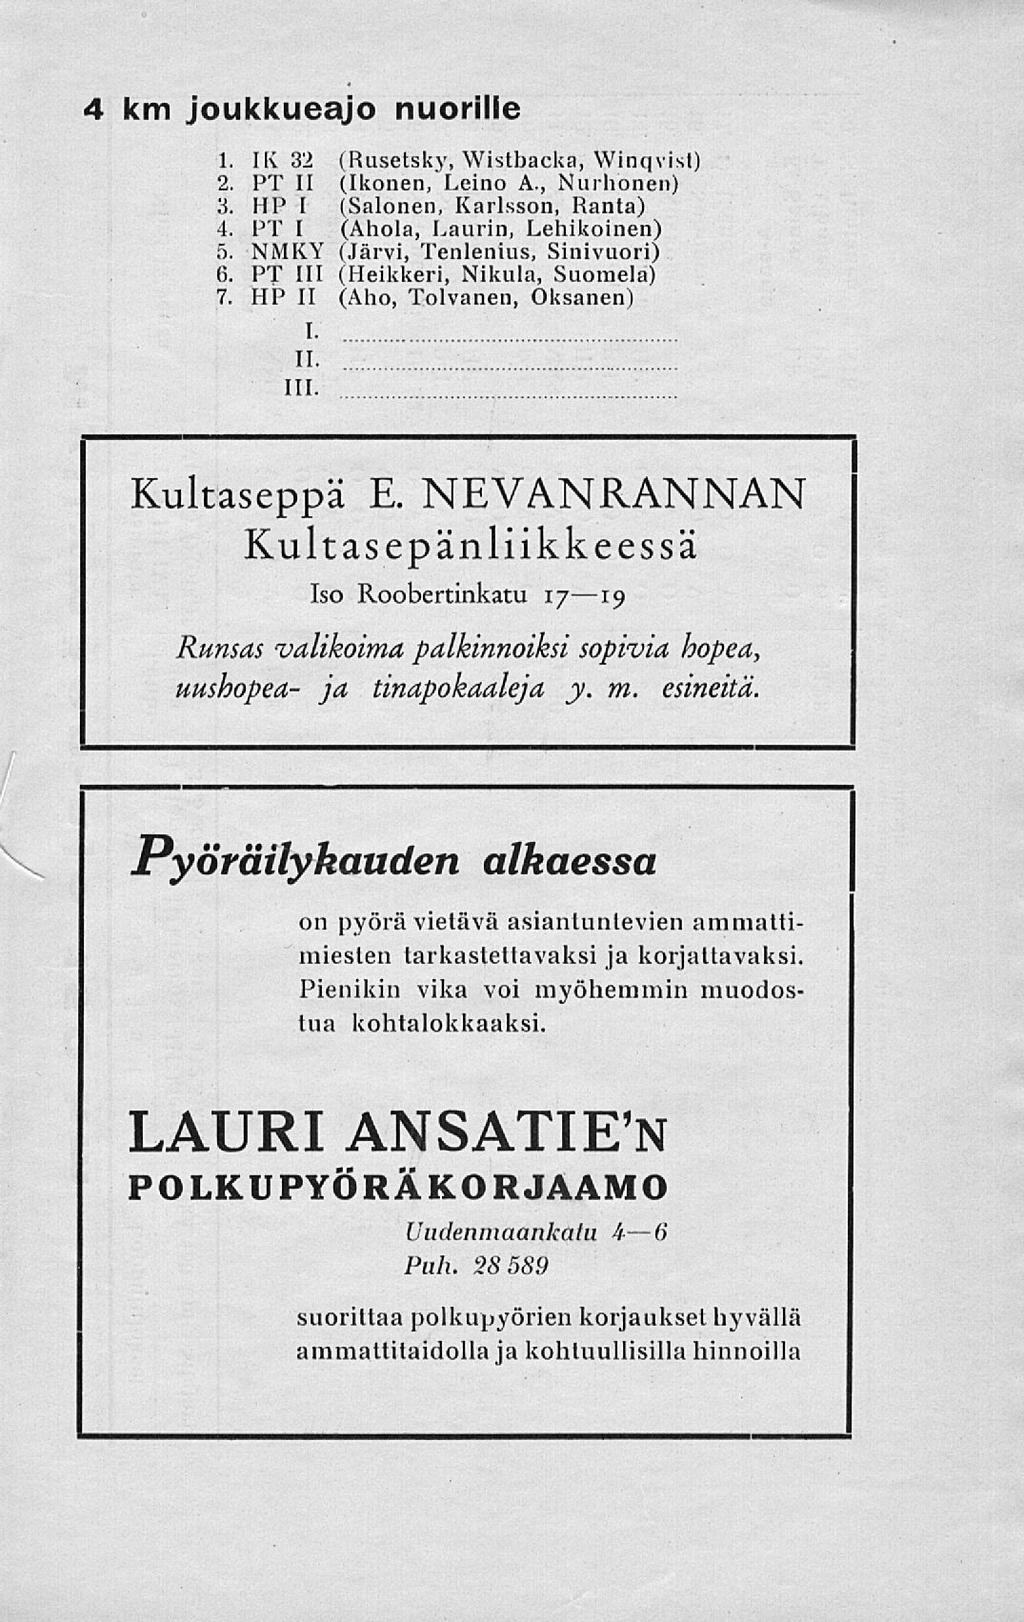 4 km joukkueajo nuorille
1. IK 32 (Rusetsky, Wistbacka, Winqvist)
2. PT II (Ikonen, Leino A., Nurhonen)
3. HP I (Salonen, Karlsson, Ranta)
4. PT I (Ahola, Laurin, Lehikoinen)
5. NMKY (Järvi, Tenlenius, Sinivuori)
6. PT III (Heikkeri, Nikula, Suomela)
7. HP II (Aho, Tolvanen, Oksanen)
I.
II.
III.
Kultaseppä E. NEVANRANNAN
Kultasepänliikkeessä
Iso Roobertinkatu 17—19
Runsas valikoima palkinnoiksi sopivia hopea,
uushopea- ja tinapokaaleja y. m. esineitä.
Pyöräilykauden alkaessa
on pyörä vietävä asiantuntevien ammatti-
miesten tarkastettavaksi ja korjattavaksi.
Pienikin vika voi myöhemmin muodos-
tua kohtalokkaaksi.
LAURI ANSATIE'N
POLKUPYÖRÄKORJAAMO
Uudenmaankatu 4—6
Puh. 28 589
suorittaa polkupyörien korjaukset hyvällä
ammattitaidolla ja kohtuullisilla hinnoilla